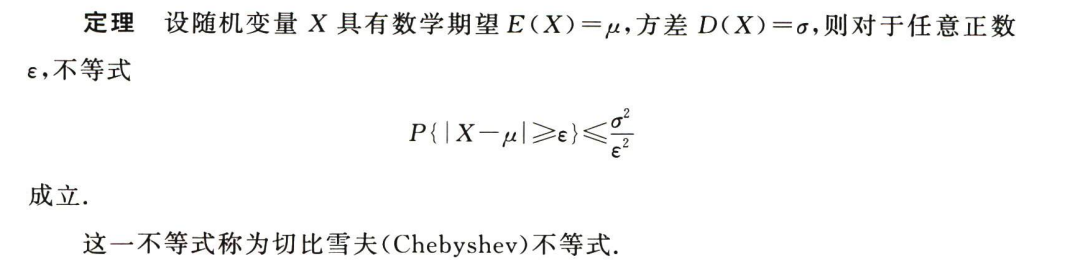 定理 设随机变量 X 具有数学期望 E(X)=μ,方差 D(X)=σ,则对于任意正数
ε,不等式
P{|X-μ|≥ε}≤σ²/ε²
成立.
这一不等式称为切比雪夫(Chebyshev)不等式.